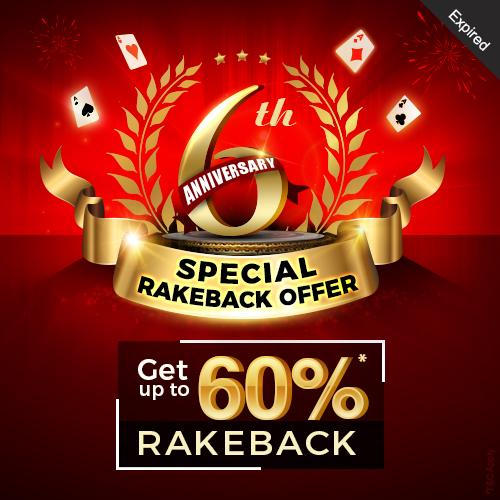 Expired
6th
ANNIVERSARY
SPECIAL
RAKEBACK OFFER
Get
up to
60%*
RAKEBACK